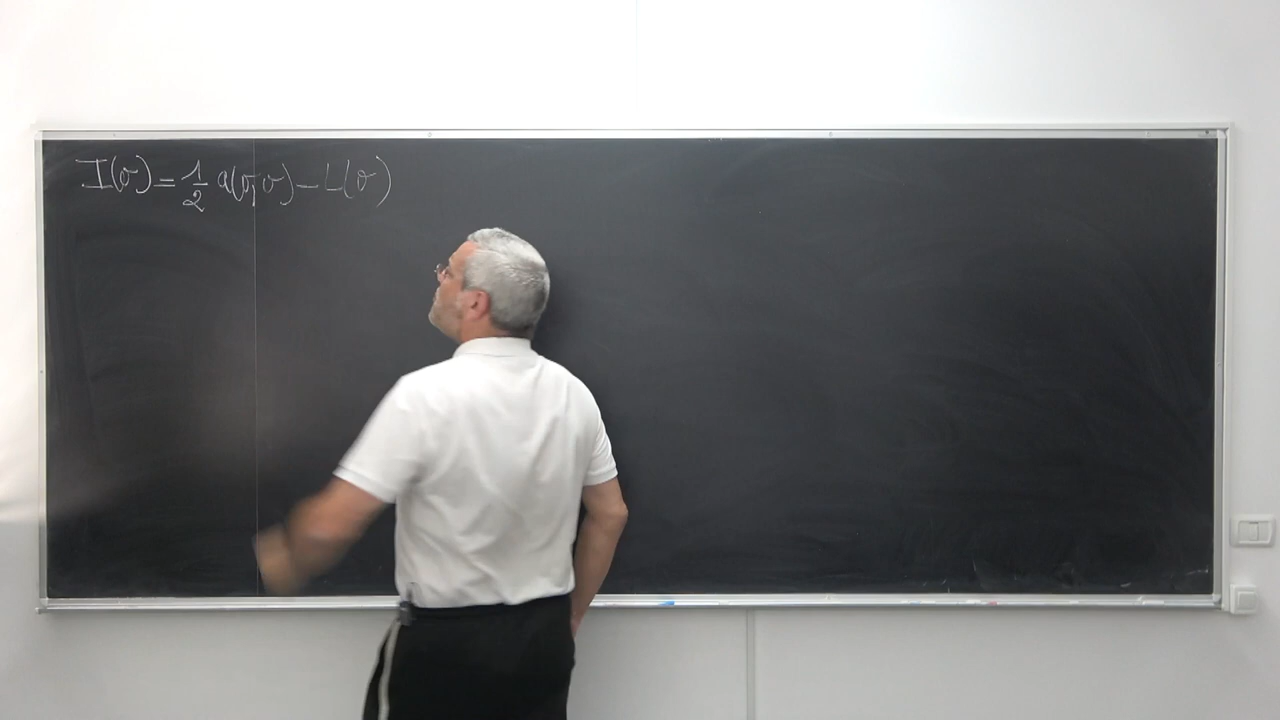 I(v) = 1/2 a(v,v) - L(v)